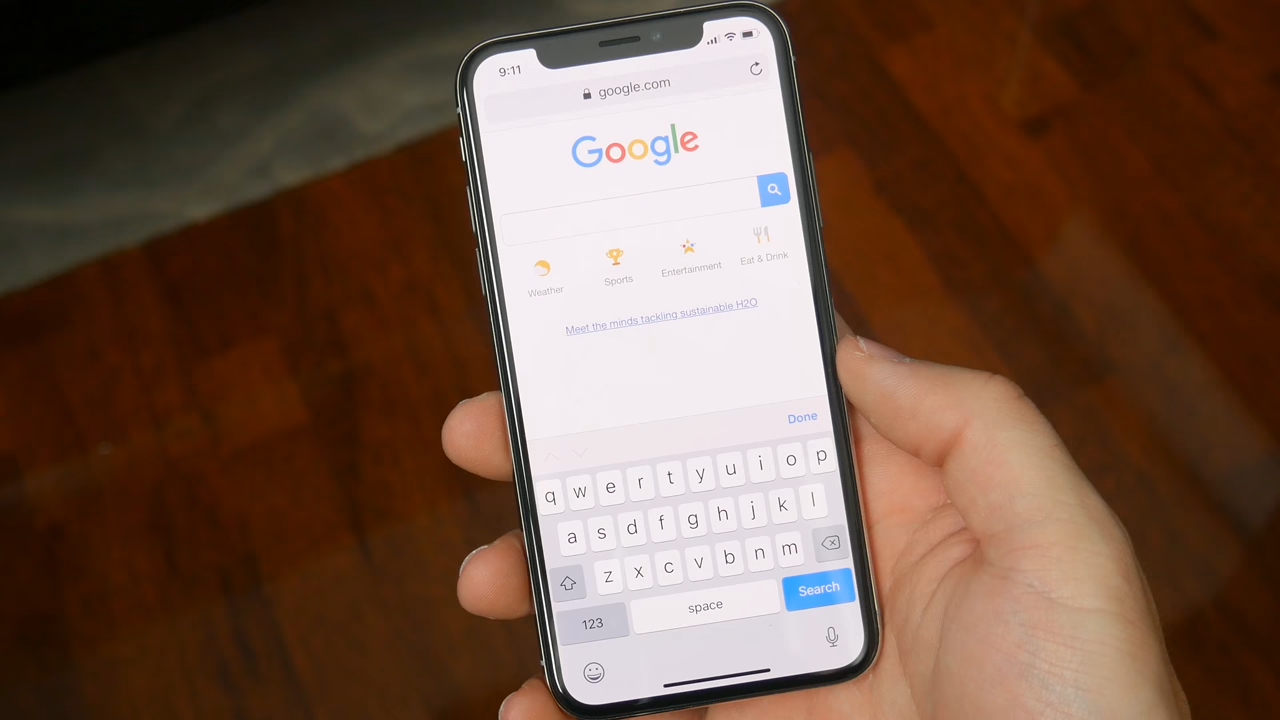 9:11
google.com
Google
Weather Sports Entertainment Eat & Drink
Meet the minds tackling sustainable H2O
Done
q w e r t y u i o p
a s d f g h j k l
z x c v b n m
123 space Search